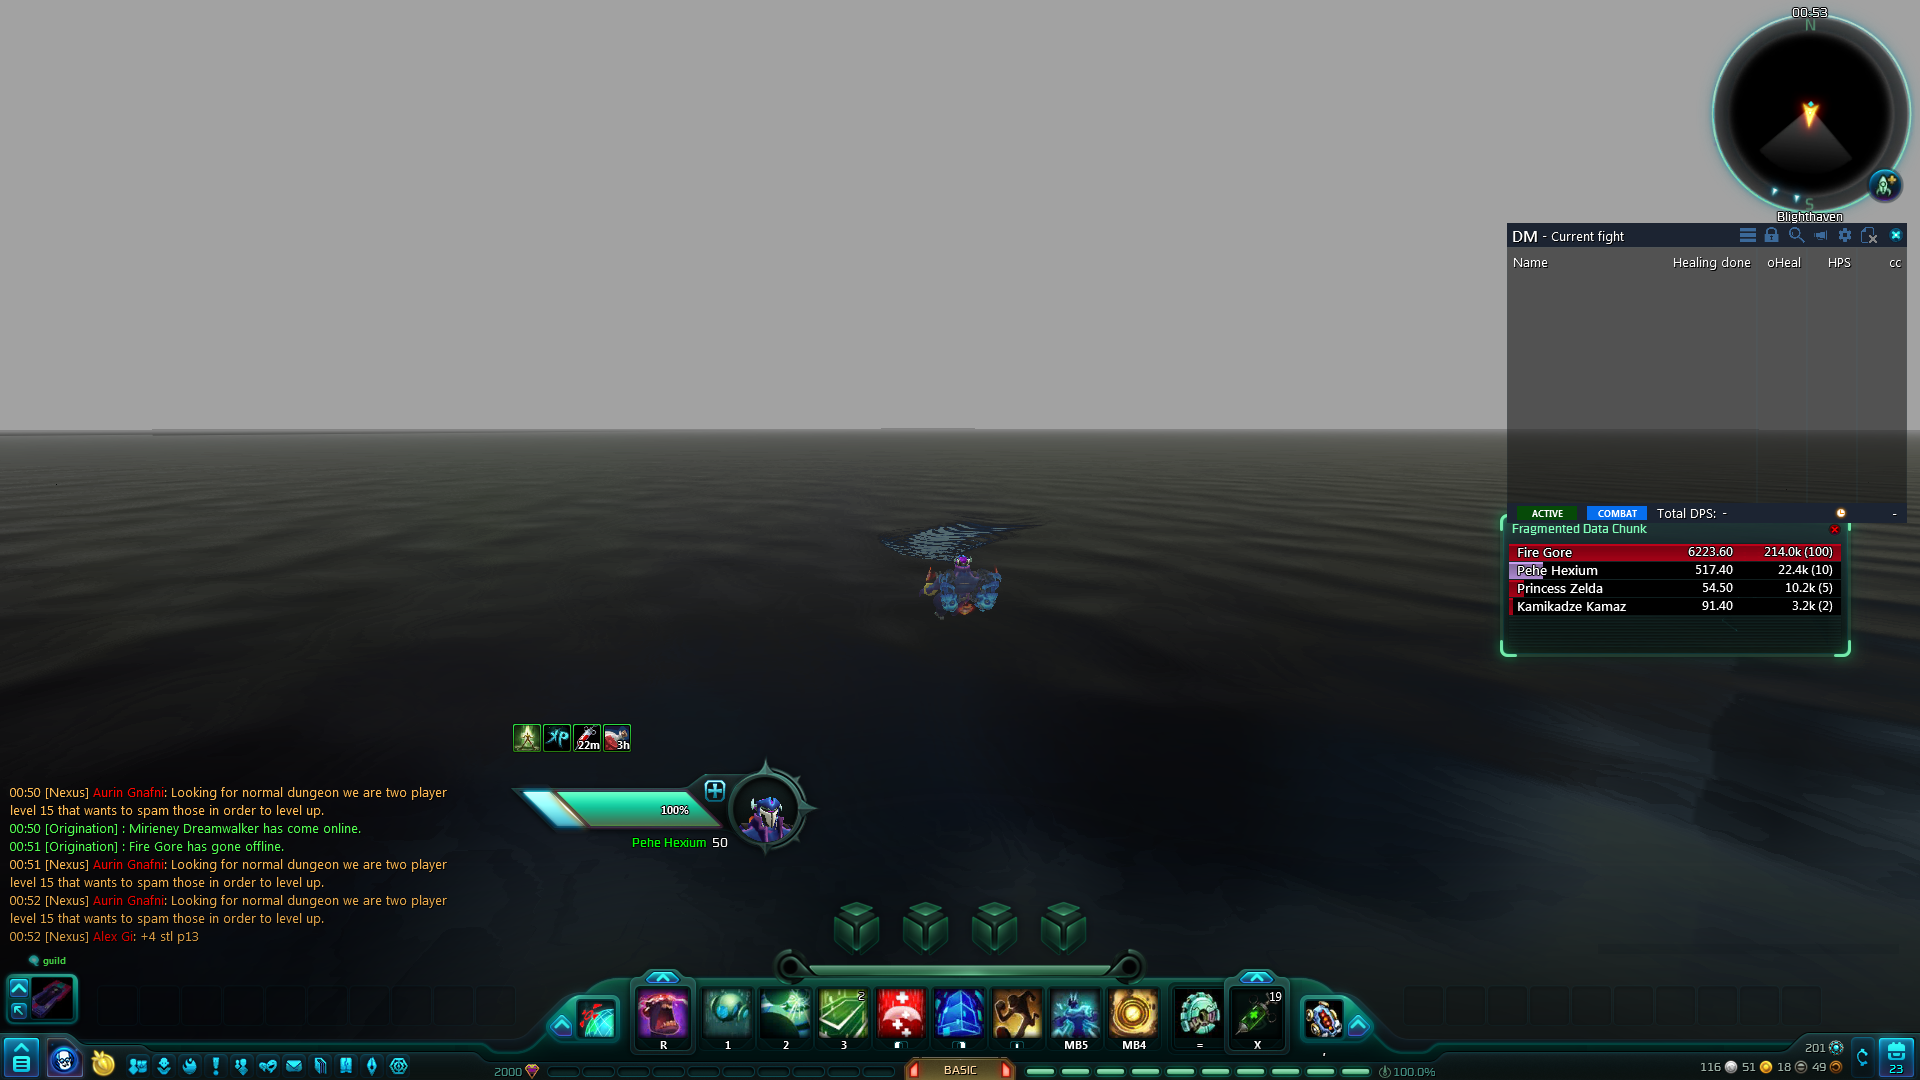 00:53
N
S
Blighthaven
DM - Current fight
Name Healing done oHeal HPS cc
ACTIVE COMBAT Total DPS: - -
Fragmented Data Chunk
Fire Gore 6223.60 214.0k (100)
Pehe Hexium 517.40 22.4k (10)
Princess Zelda 54.50 10.2k (5)
Kamikadze Kamaz 91.40 3.2k (2)
XP 22m 3h
100%
Pehe Hexium 50
00:50 [Nexus] Aurin Gnafni: Looking for normal dungeon we are two player
level 15 that wants to spam those in order to level up.
00:50 [Origination] : Mirieney Dreamwalker has come online.
00:51 [Origination] : Fire Gore has gone offline.
00:51 [Nexus] Aurin Gnafni: Looking for normal dungeon we are two player
level 15 that wants to spam those in order to level up.
00:52 [Nexus] Aurin Gnafni: Looking for normal dungeon we are two player
level 15 that wants to spam those in order to level up.
00:52 [Nexus] Alex Gi: +4 stl p13
guild
2 19
R 1 2 3 MB5 MB4 = X ,
201
2000 BASIC 100.0%
116 51 18 49
23